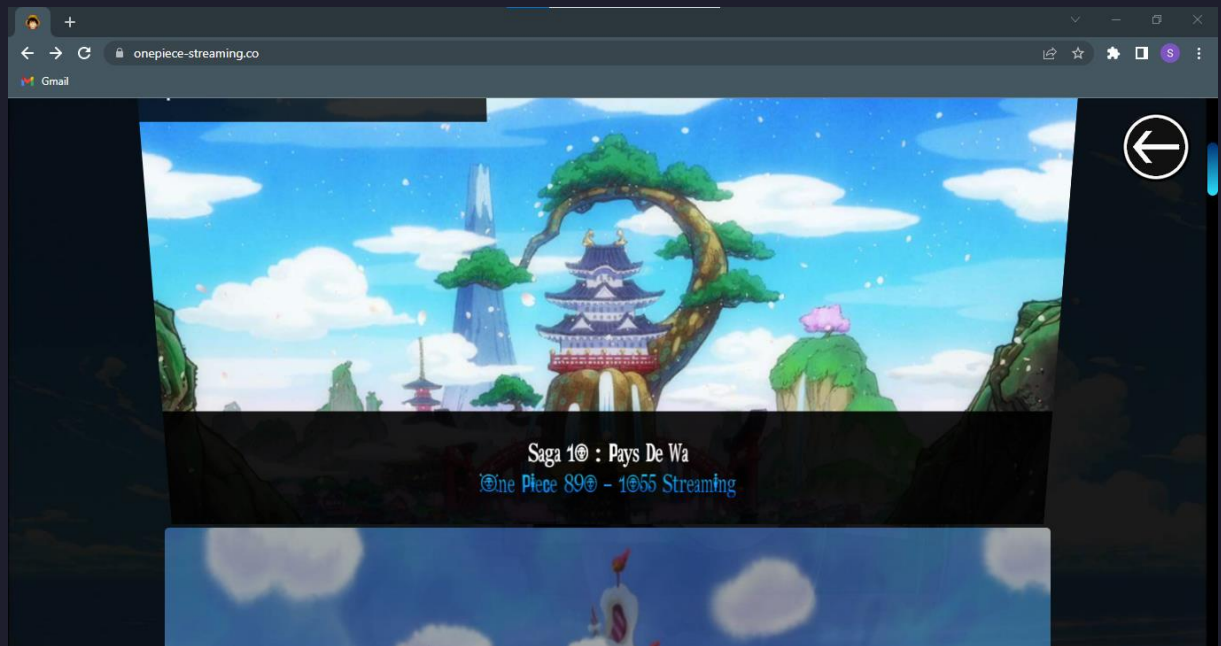 onepiece-streaming.co
S
Gmail
Saga 10 : Pays De Wa
One Piece 890 - 1055 Streaming